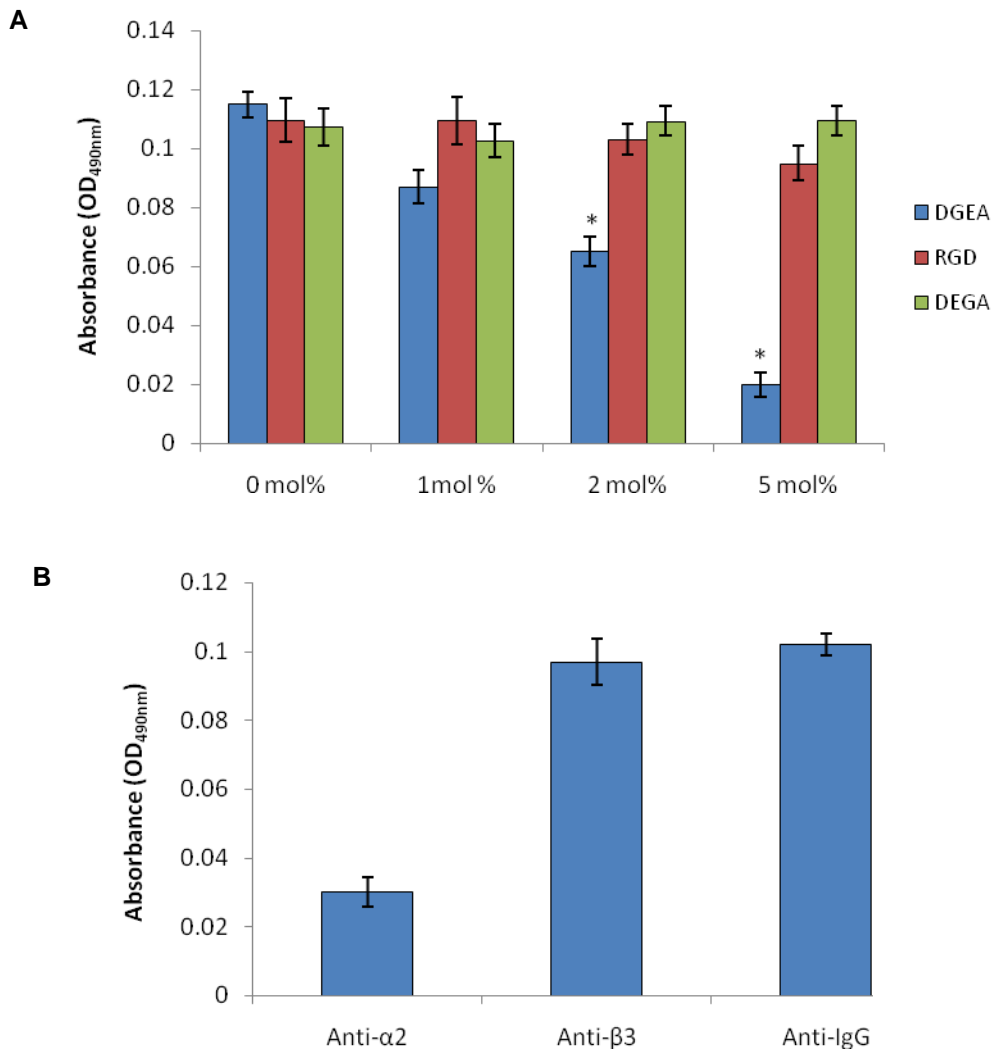 A
0.14
0.12
0.1
0.08
0.06
0.04
0.02
0
Absorbance (OD490nm)
*
*
0 mol%
1mol %
2 mol%
5 mol%
DGEA
RGD
DEGA
B
0.12
0.1
0.08
0.06
0.04
0.02
0
Absorbance (OD490nm)
Anti-α2
Anti-β3
Anti-IgG